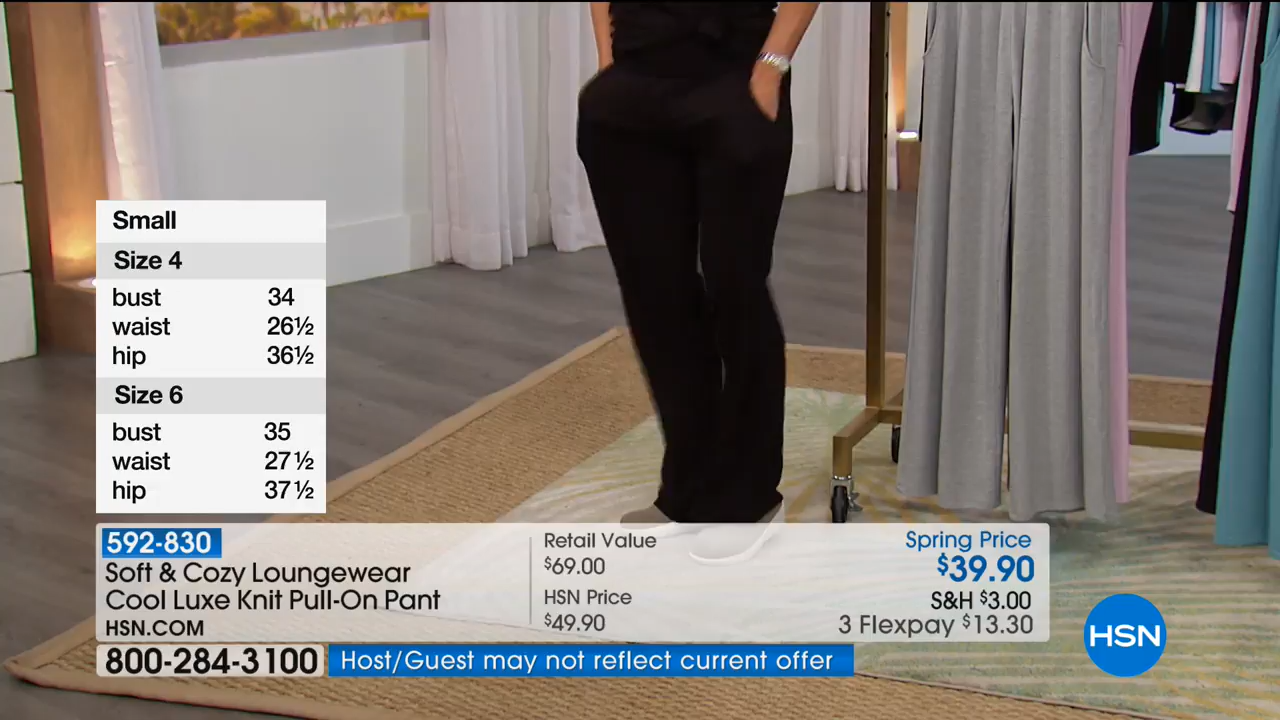 Small
Size 4
bust 34
waist 26½
hip 36½
Size 6
bust 35
waist 27½
hip 37½
592-830
Soft & Cozy Loungewear
Cool Luxe Knit Pull-On Pant
HSN.COM
Retail Value
$69.00
HSN Price
$49.90
Spring Price
$39.90
S&H $3.00
3 Flexpay $13.30
800-284-3100
Host/Guest may not reflect current offer
HSN